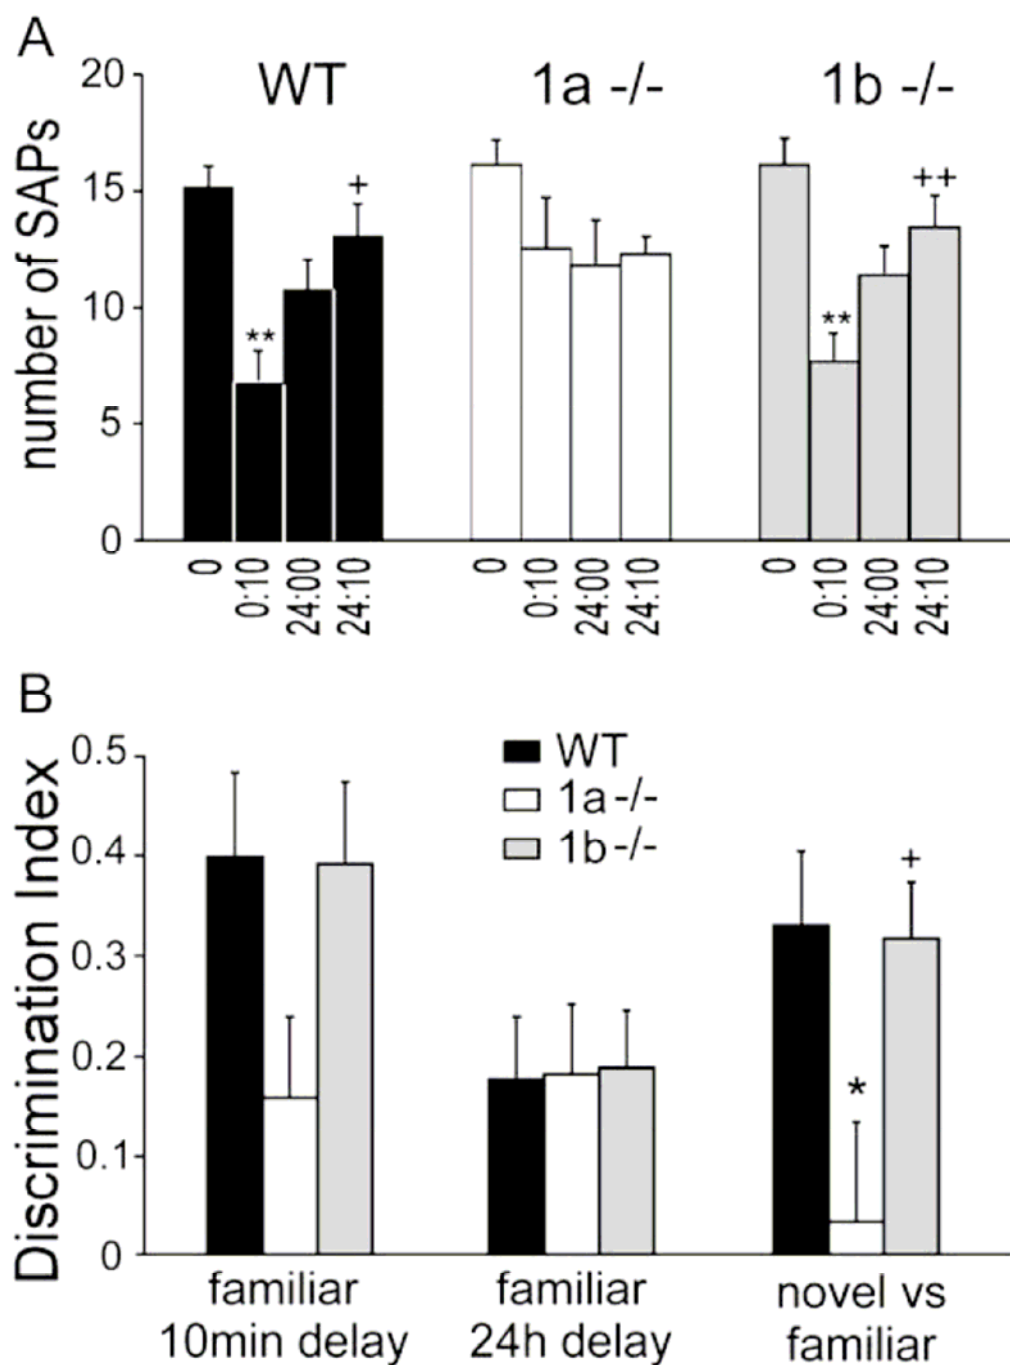 A
number of SAPs
20
15
10
5
0
WT
1a -/-
1b -/-
**
+
**
++
0
0:10
24:00
24:10
0
0:10
24:00
24:10
0
0:10
24:00
24:10
B
Discrimination Index
0.5
0.4
0.3
0.2
0.1
0
WT
1a -/-
1b -/-
*
+
familiar
10min delay
familiar
24h delay
novel vs
familiar